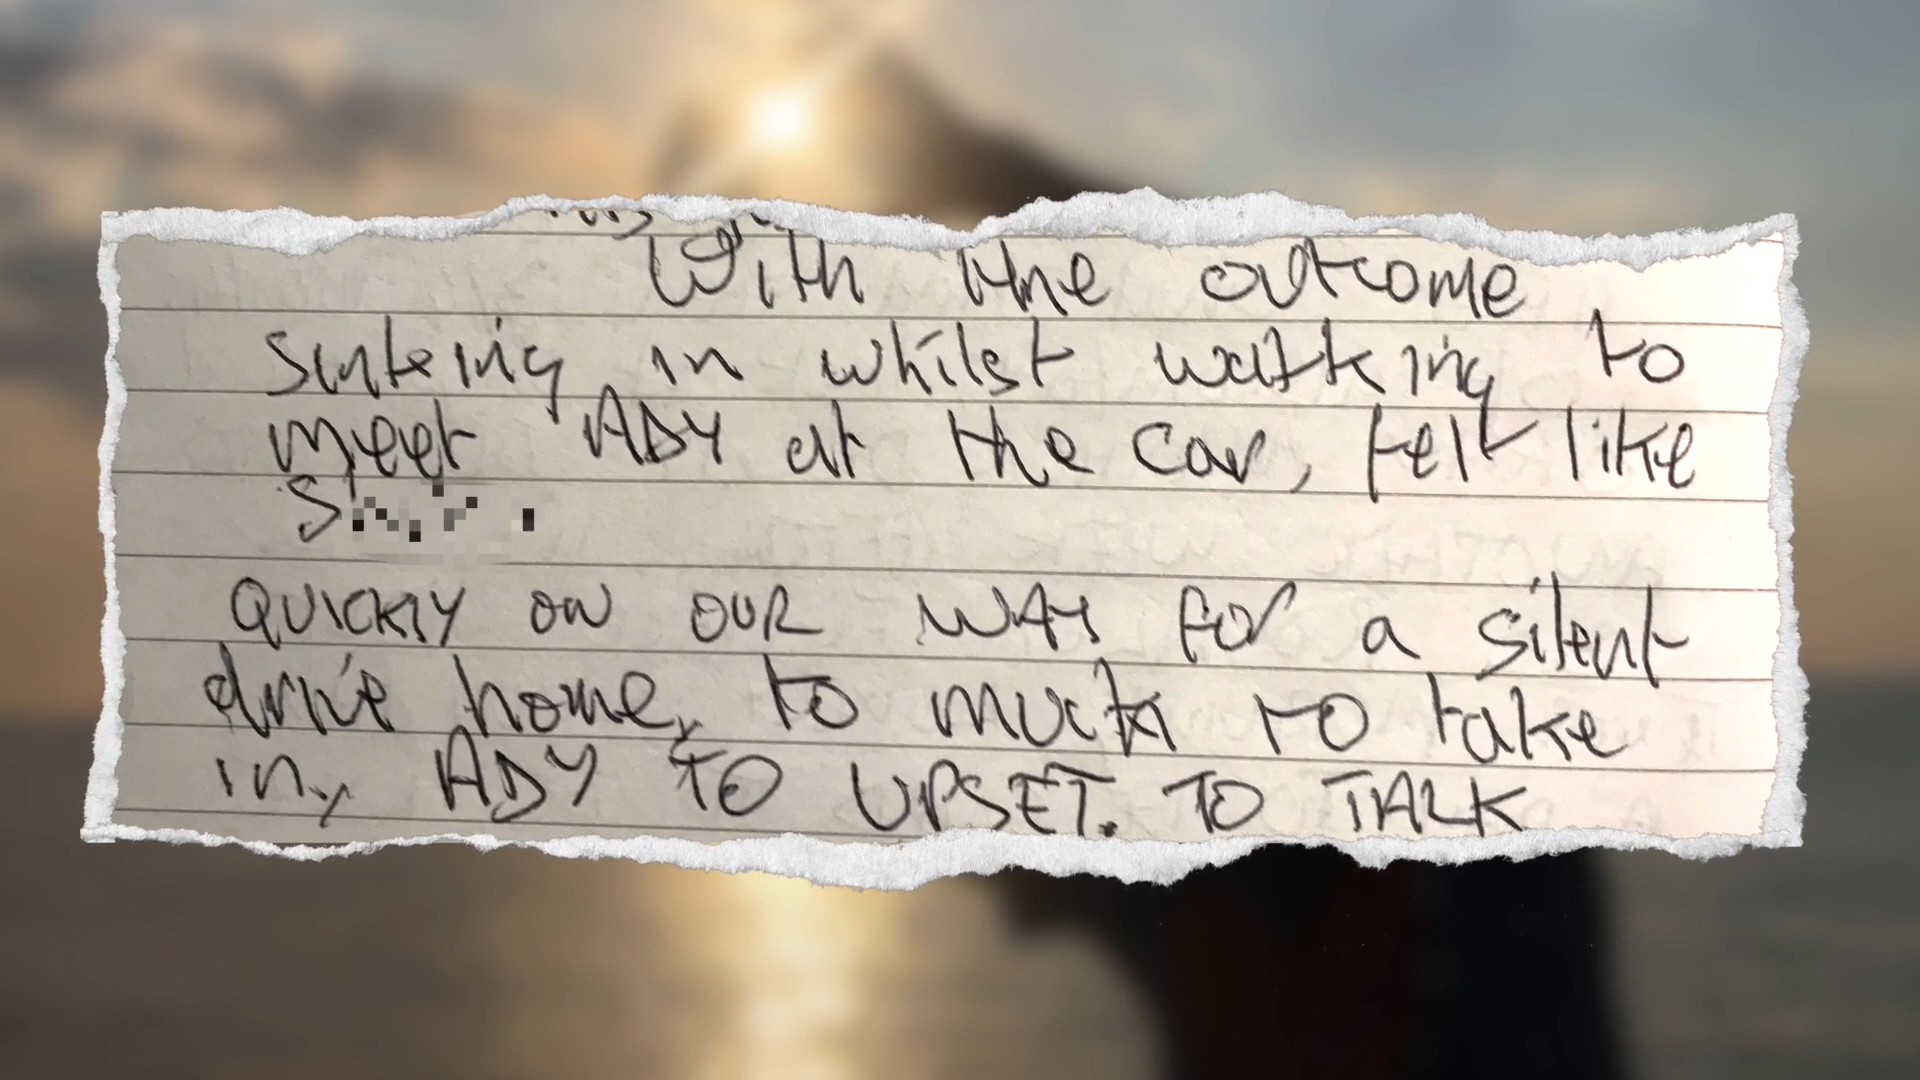 With the outcome
sinking in whilst walking to
meet ADY at the car, felt like
S
QUICKLY ON OUR WAY for a silent
drive home, to much to take
in, ADY TO UPSET. TO TALK